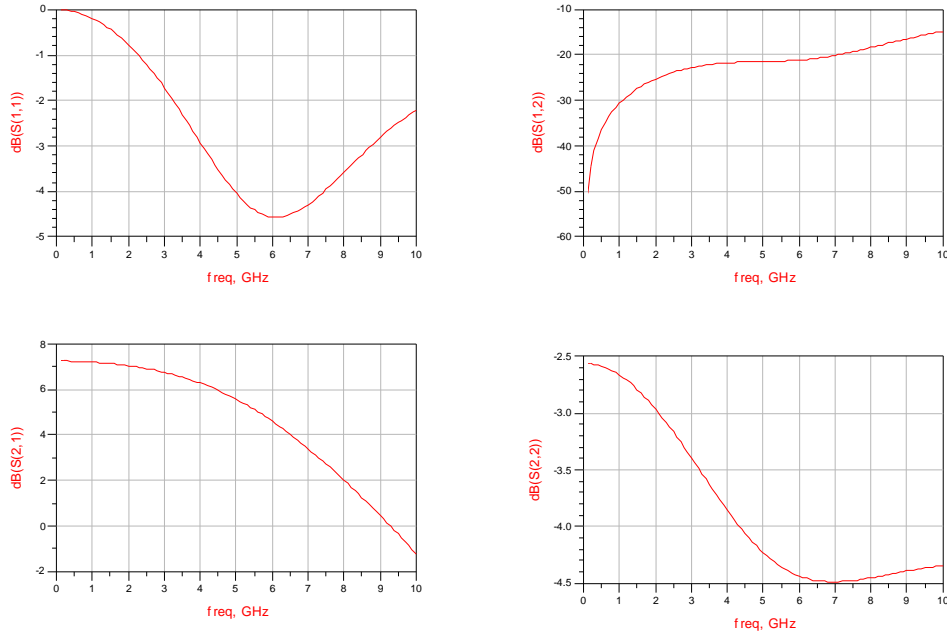 0
-1
-2
-3
-4
-5
dB(S(1,1))
0 1 2 3 4 5 6 7 8 9 10
freq, GHz
-10
-20
-30
-40
-50
-60
dB(S(1,2))
0 1 2 3 4 5 6 7 8 9 10
freq, GHz
8
6
4
2
0
-2
dB(S(2,1))
0 1 2 3 4 5 6 7 8 9 10
freq, GHz
-2.5
-3.0
-3.5
-4.0
-4.5
dB(S(2,2))
0 1 2 3 4 5 6 7 8 9 10
freq, GHz